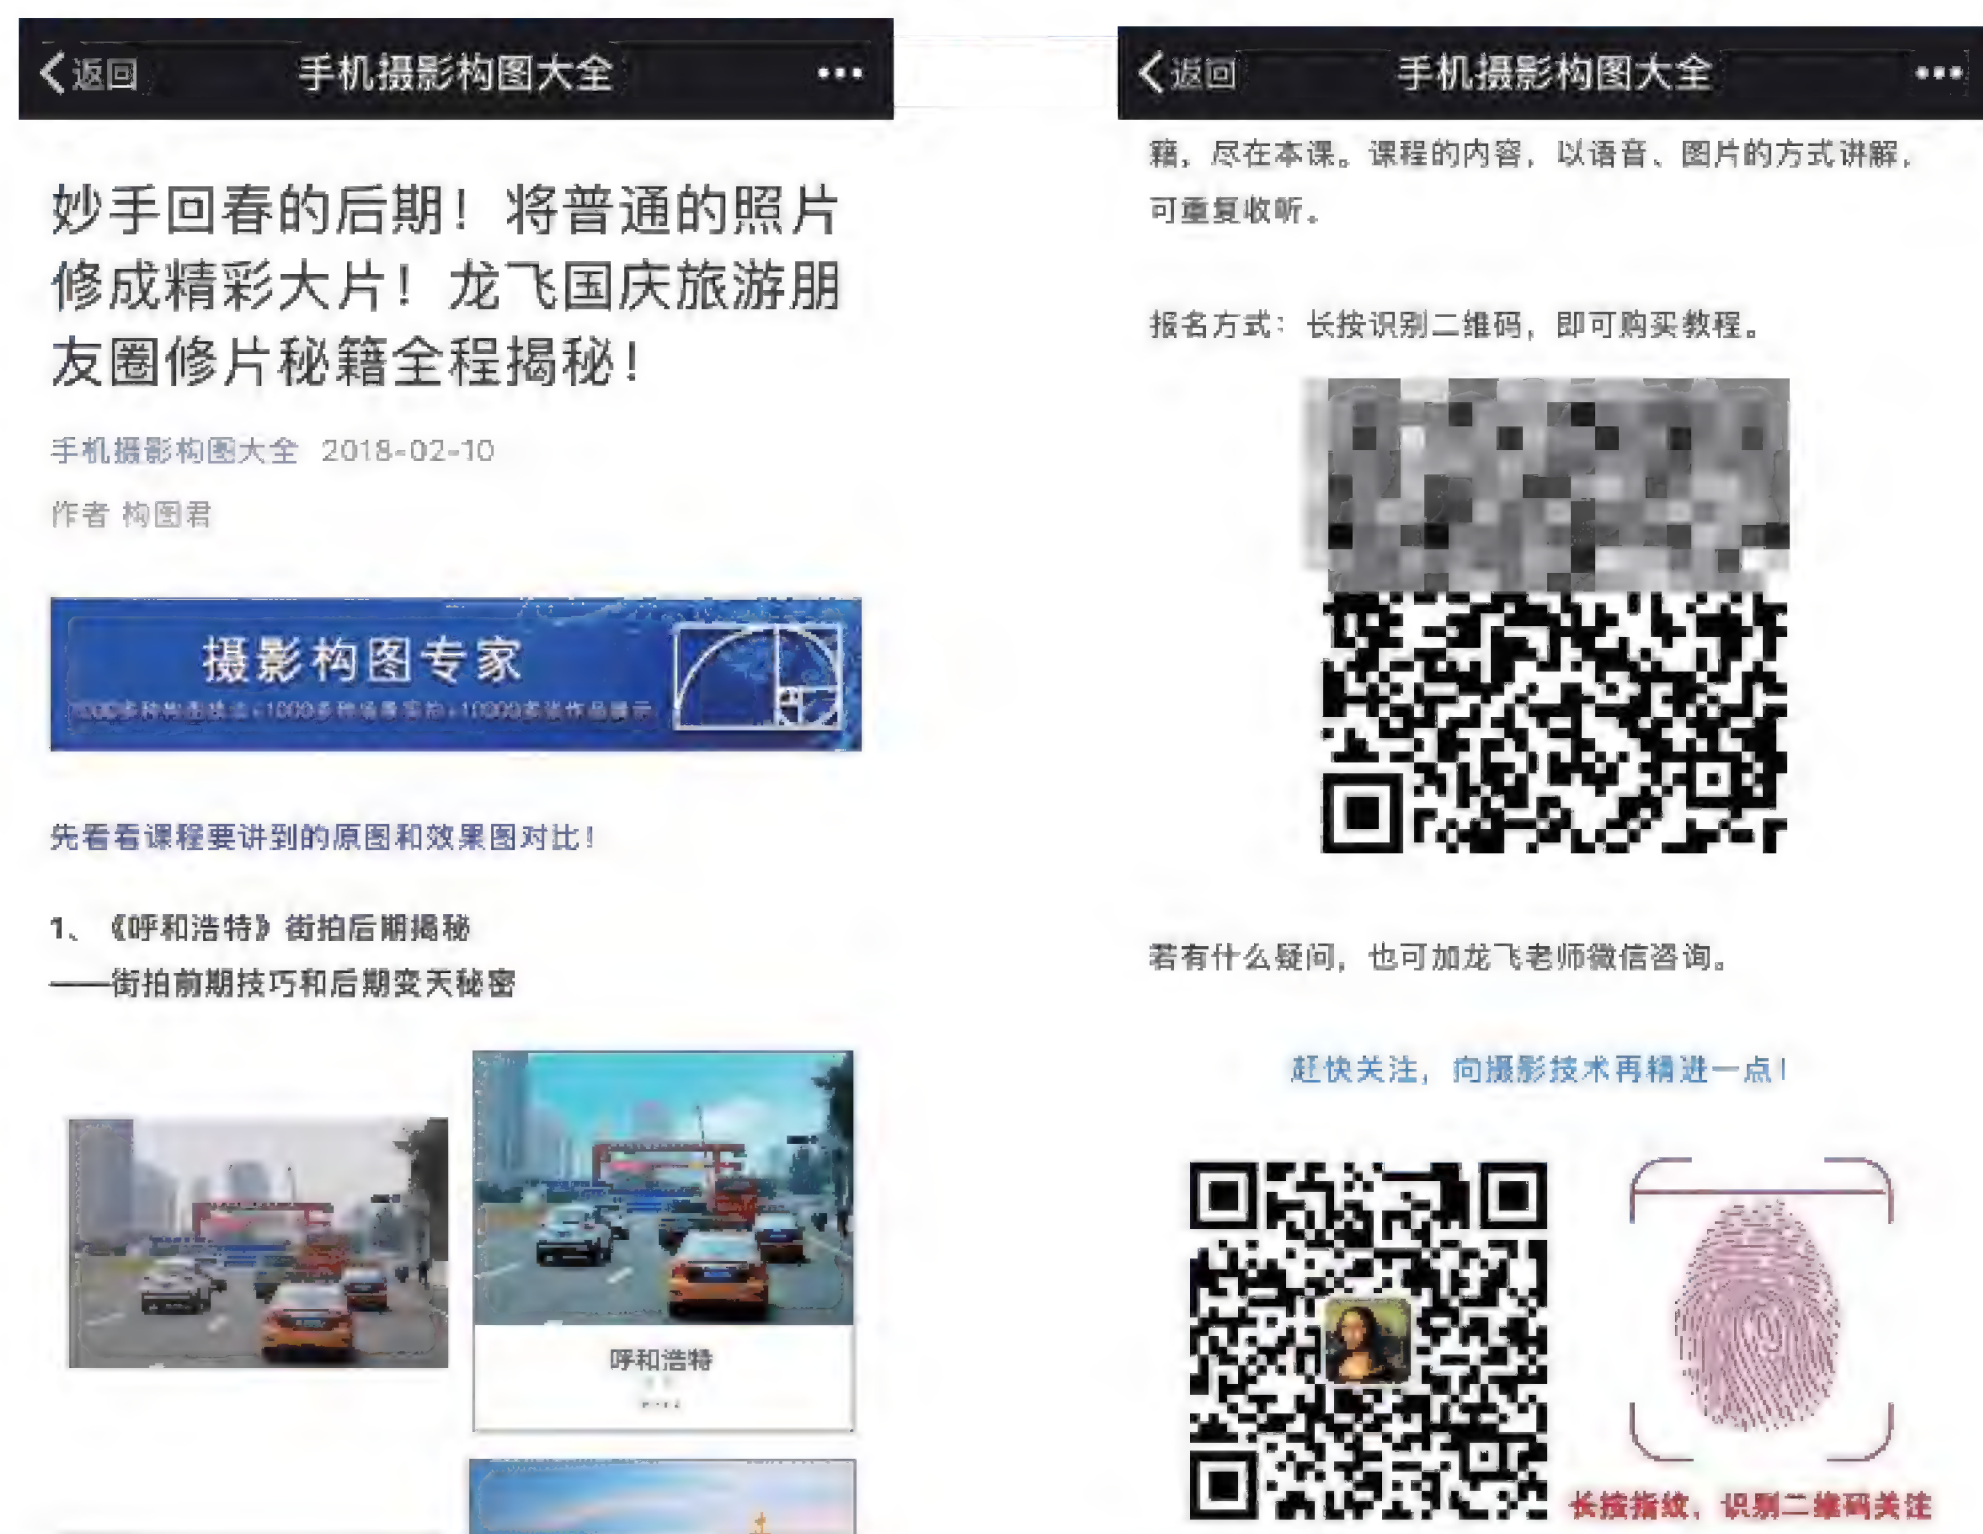 返回
手机摄影构图大全
妙手回春的后期！将普通的照片
修成精彩大片！龙飞国庆旅游朋
友圈修片秘籍全程揭秘！
手机摄影构图大全 2018-02-10
作者 构图君
摄影构图专家
先看看课程要讲到的原图和效果图对比！
1、《呼和浩特》街拍后期揭秘
——街拍前期技巧和后期变天秘密
呼和浩特
返回
手机摄影构图大全
籍，尽在本课。课程的内容，以语音、图片的方式讲解，
可重复收听。
报名方式：长按识别二维码，即可购买教程。
若有什么疑问，也可加龙飞老师微信咨询。
赶快关注，向摄影技术再精进一点！
长按指纹，识别二维码关注